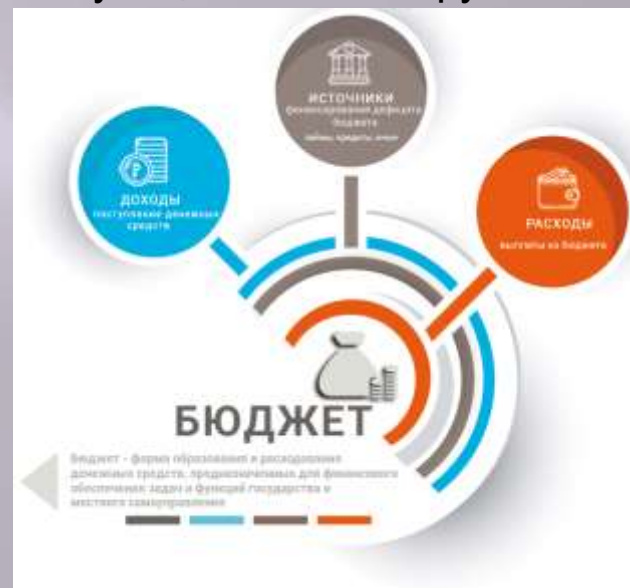 ИСТОЧНИКИ
финансирования дефицита
бюджета
ДОХОДЫ
поступление денежных
средств
РАСХОДЫ
выплаты из бюджета
БЮДЖЕТ
Бюджет - форма образования и расходования
денежных средств, предназначенных для финансового
обеспечения задач и функций государства и
местного самоуправления